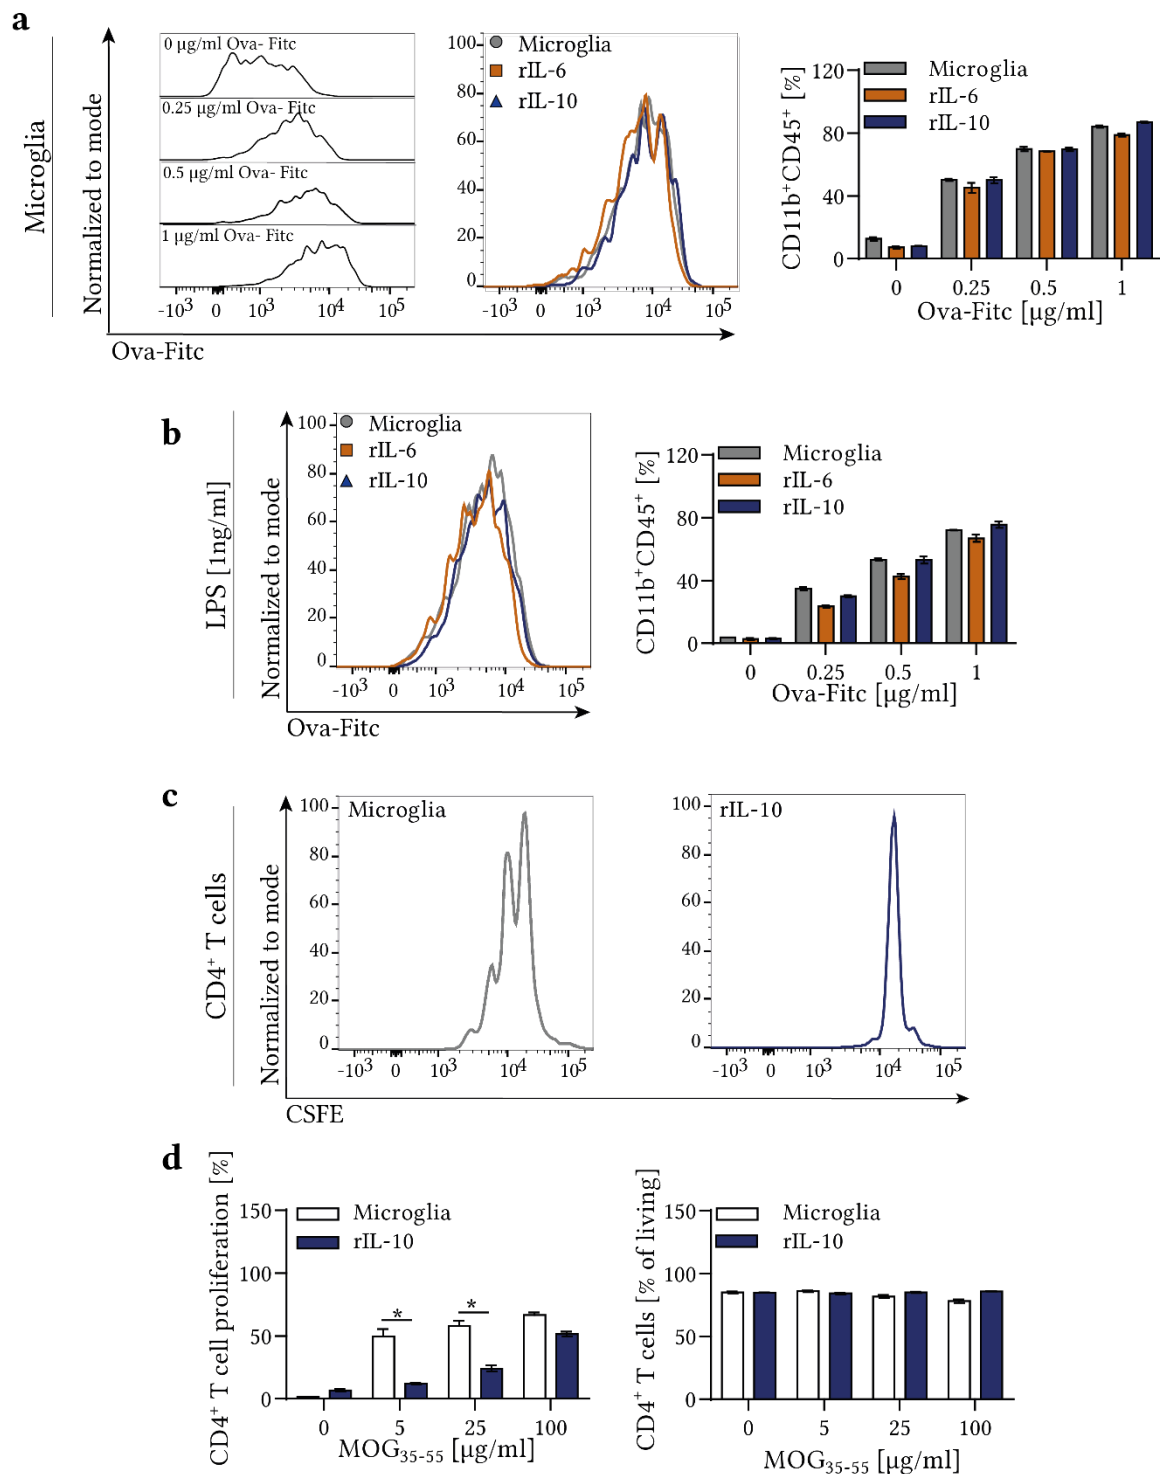 a
Microglia
Normalized to mode
0 µg/ml Ova- Fitc
0.25 µg/ml Ova- Fitc
0.5 µg/ml Ova- Fitc
1 µg/ml Ova- Fitc
-10³ 0 10³ 10⁴ 10⁵
100
80
60
40
20
0
Microglia
rIL-6
rIL-10
-10³ 0 10³ 10⁴ 10⁵
Ova-Fitc
CD11b⁺CD45⁺ [%]
120
80
40
0
Microglia
rIL-6
rIL-10
0 0.25 0.5 1
Ova-Fitc [µg/ml]
b
LPS [1ng/ml]
Normalized to mode
100
80
60
40
20
0
Microglia
rIL-6
rIL-10
-10³ 0 10³ 10⁴ 10⁵
Ova-Fitc
CD11b⁺CD45⁺ [%]
120
80
40
0
Microglia
rIL-6
rIL-10
0 0.25 0.5 1
Ova-Fitc [µg/ml]
c
CD4⁺ T cells
Normalized to mode
100
80
60
40
20
0
Microglia
-10³ 0 10³ 10⁴ 10⁵
100
80
60
40
20
0
rIL-10
-10³ 0 10³ 10⁴ 10⁵
CSFE
d
CD4⁺ T cell proliferation [%]
150
100
50
0
Microglia
rIL-10
*
*
0 5 25 100
MOG₃₅₋₅₅ [µg/ml]
CD4⁺ T cells [% of living]
150
100
50
0
Microglia
rIL-10
0 5 25 100
MOG₃₅₋₅₅ [µg/ml]